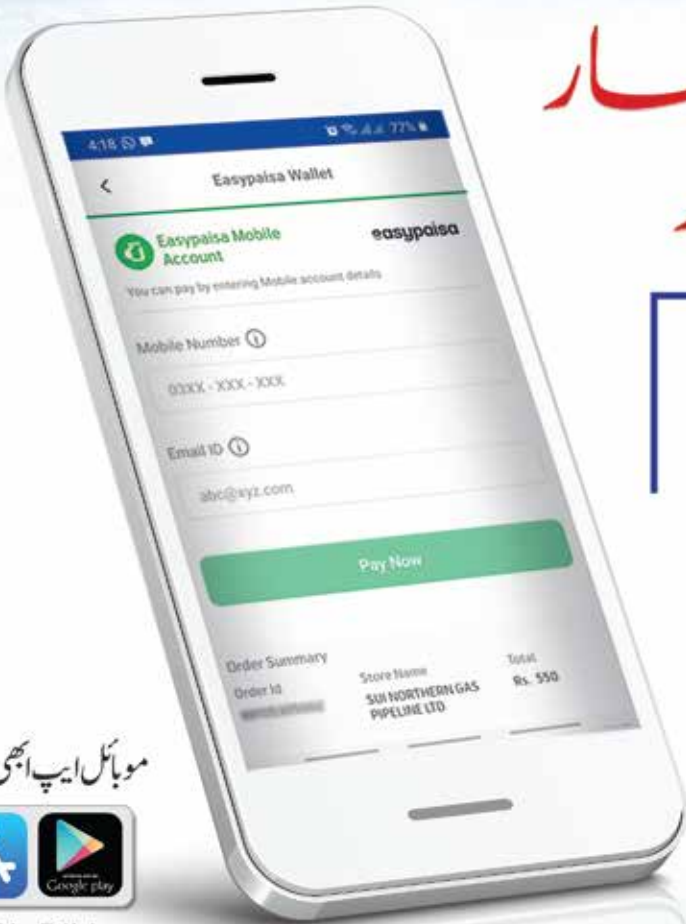 4:18
77%
Easypaisa Wallet
Easypaisa Mobile
Account
easypaisa
You can pay by entering Mobile account details
Mobile Number
03XX - XXX - XXX
Email ID
abc@xyz.com
Pay Now
Order Summary
Order Id
Store Name
SUI NORTHERN GAS
PIPELINE LTD
Total
Rs. 550
موبائل ایپ ابھی
Google play